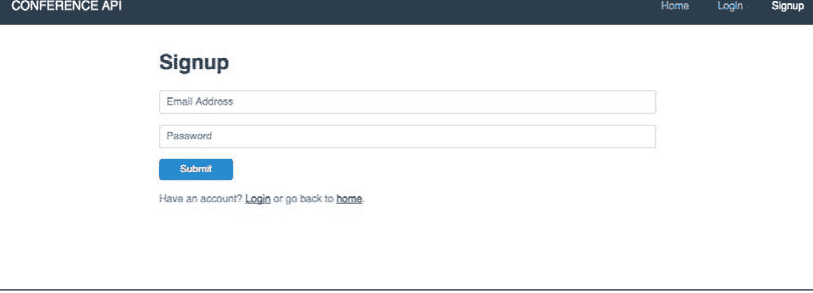 CONFERENCE API
Home Login Signup
Signup
Email Address
Password
Submit
Have an account? Login or go back to home.